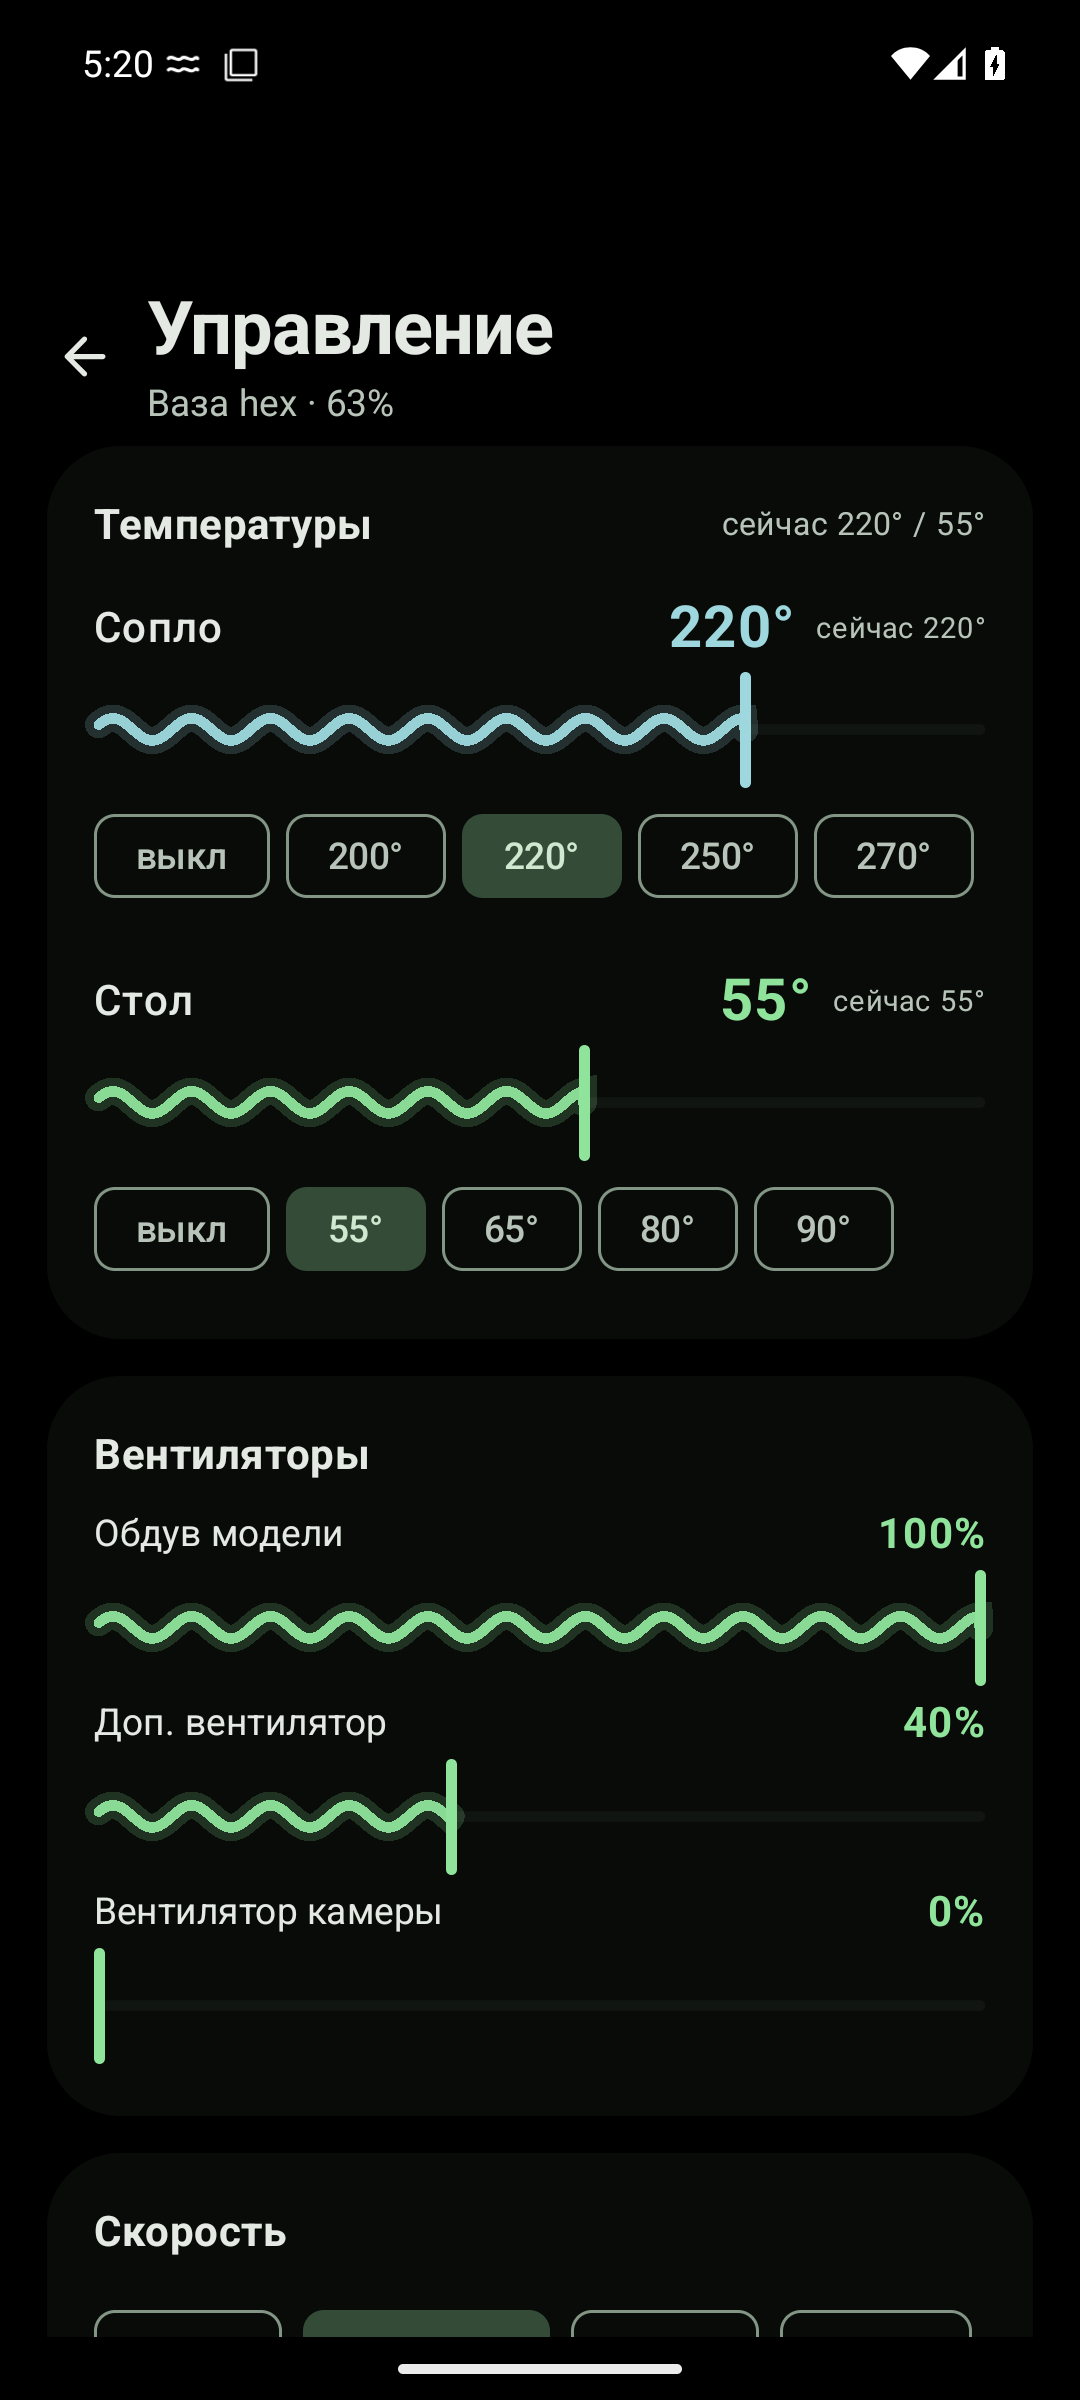 5:20
Управление
Ваза hex · 63%
Температуры сейчас 220° / 55°
Сопло 220° сейчас 220°
выкл 200° 220° 250° 270°
Стол 55° сейчас 55°
выкл 55° 65° 80° 90°
Вентиляторы
Обдув модели 100%
Доп. вентилятор 40%
Вентилятор камеры 0%
Скорость